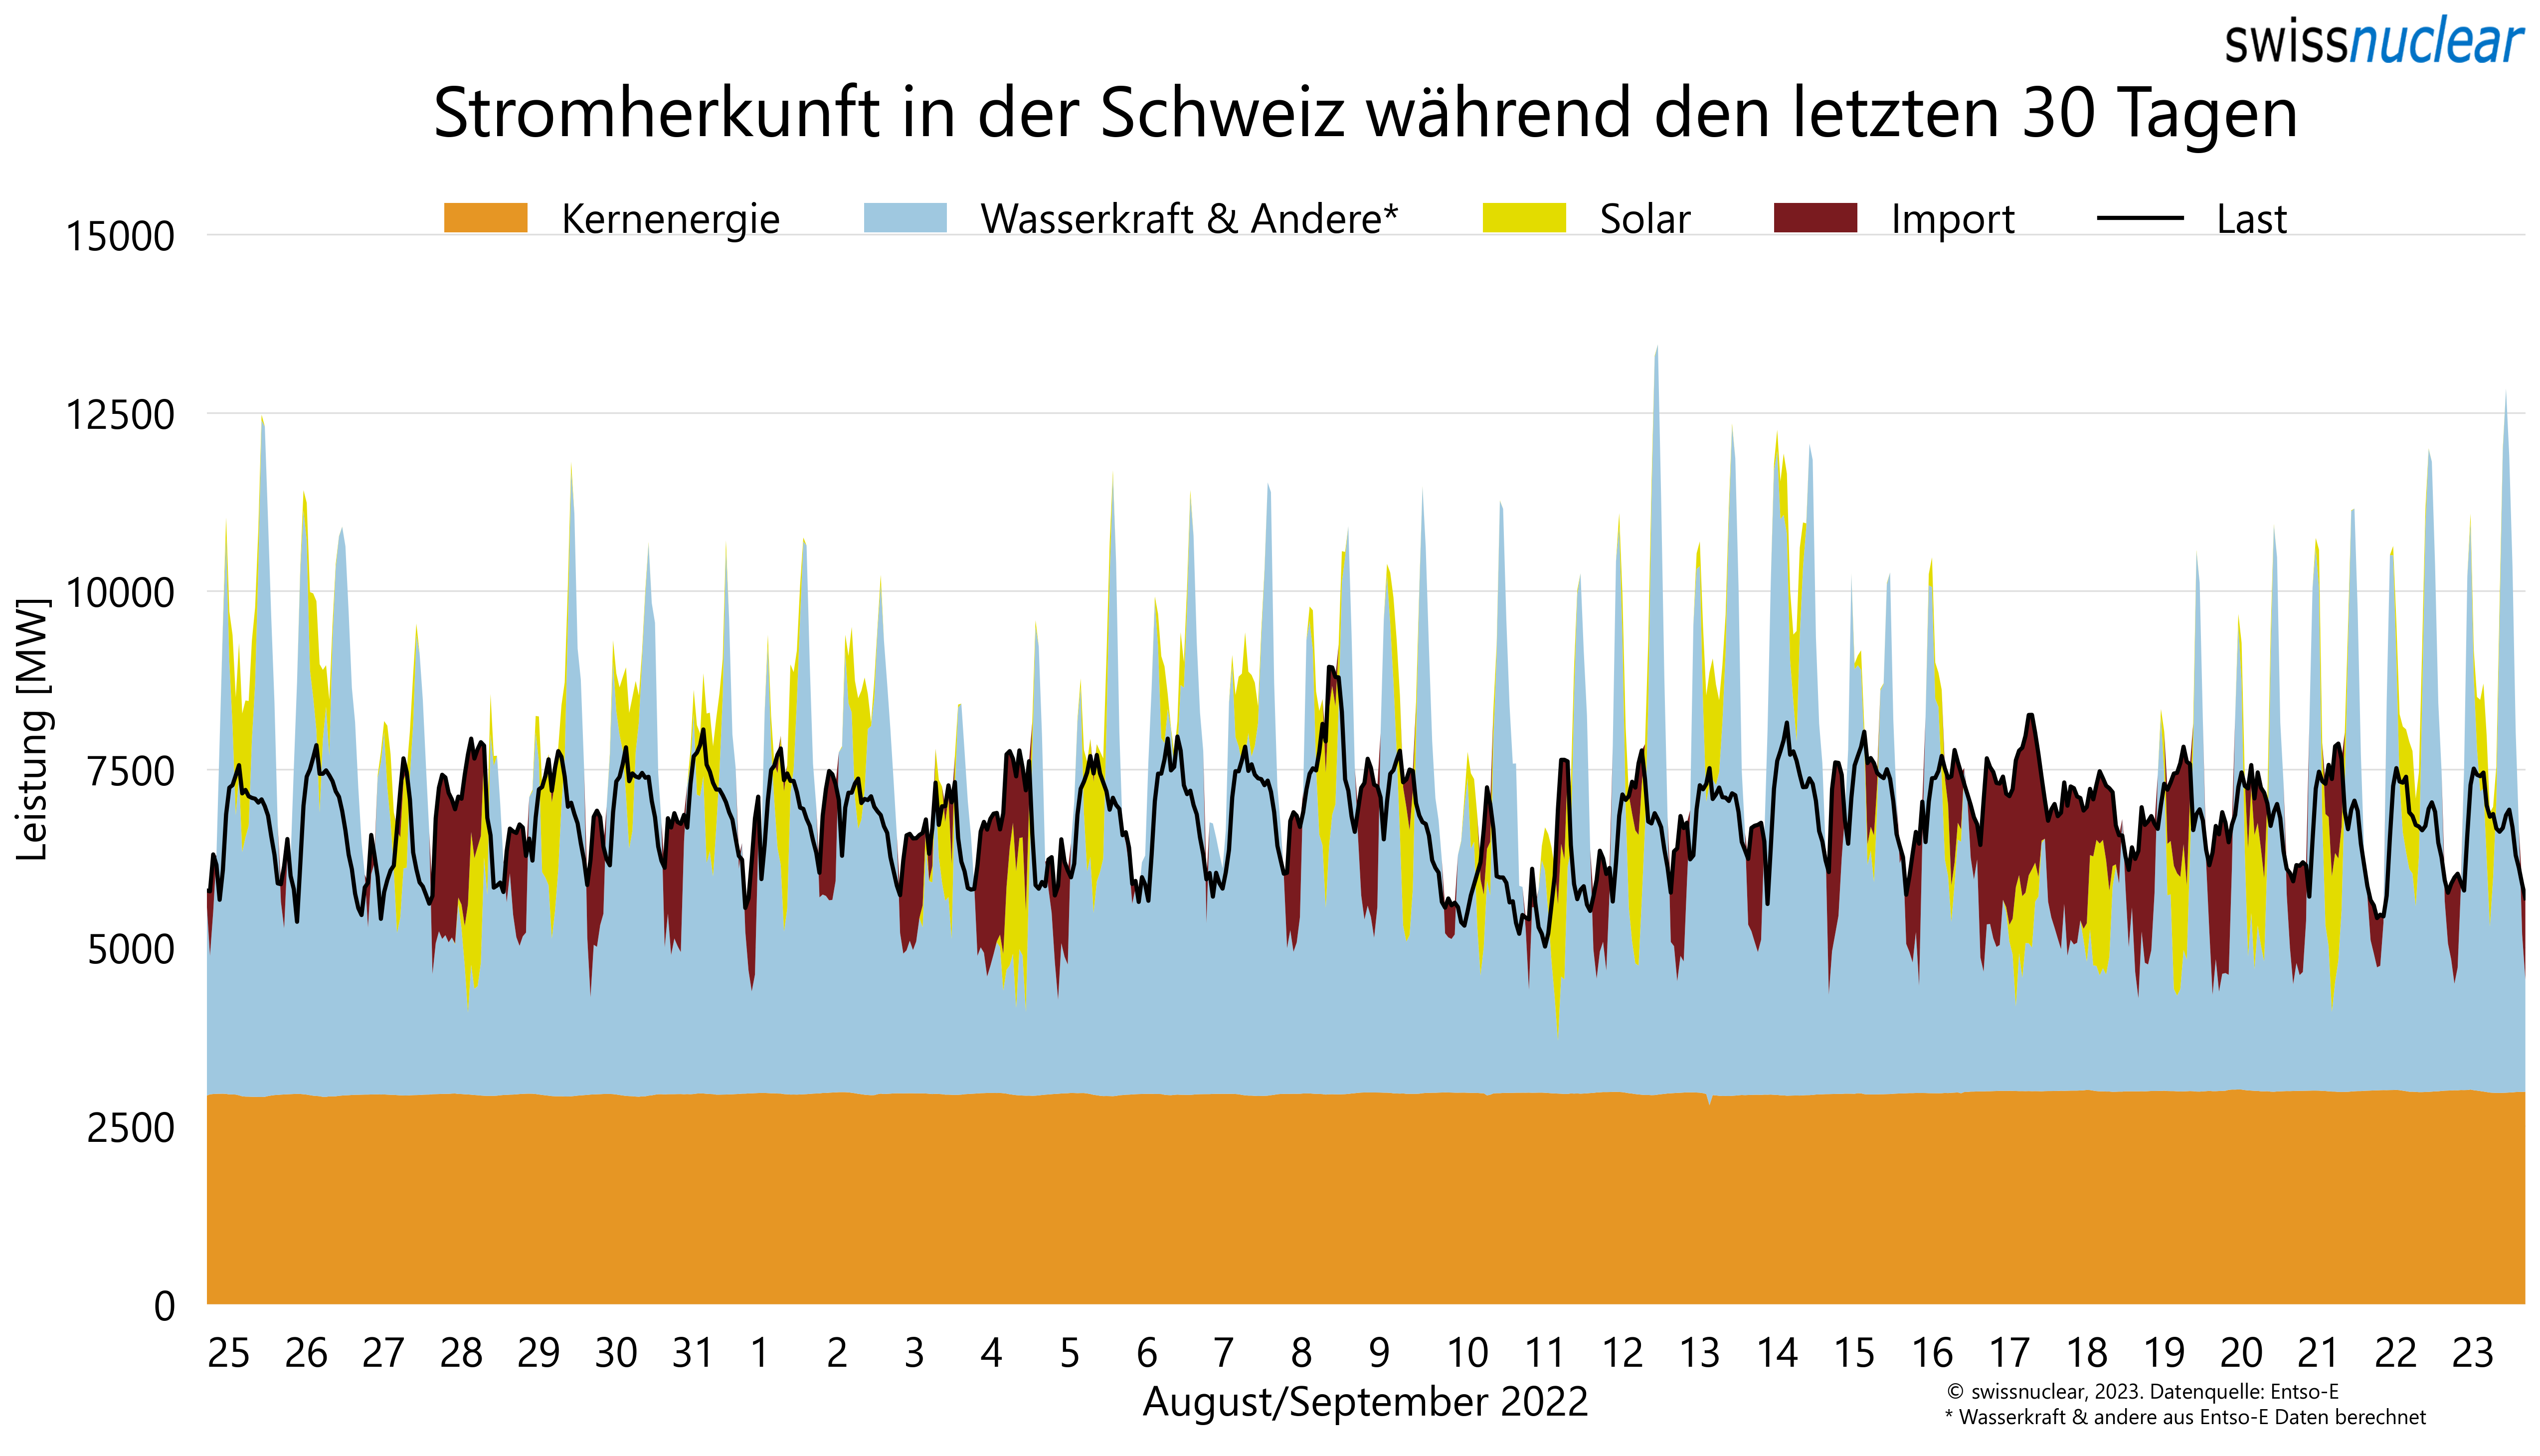 swissnuclear
Stromherkunft in der Schweiz während den letzten 30 Tagen
Kernenergie Wasserkraft & Andere* Solar Import Last
15000
12500
10000
7500
5000
2500
0
Leistung [MW]
25 26 27 28 29 30 31 1 2 3 4 5 6 7 8 9 10 11 12 13 14 15 16 17 18 19 20 21 22 23
August/September 2022
© swissnuclear, 2023. Datenquelle: Entso-E
* Wasserkraft & andere aus Entso-E Daten berechnet